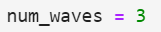 num_waves = 3